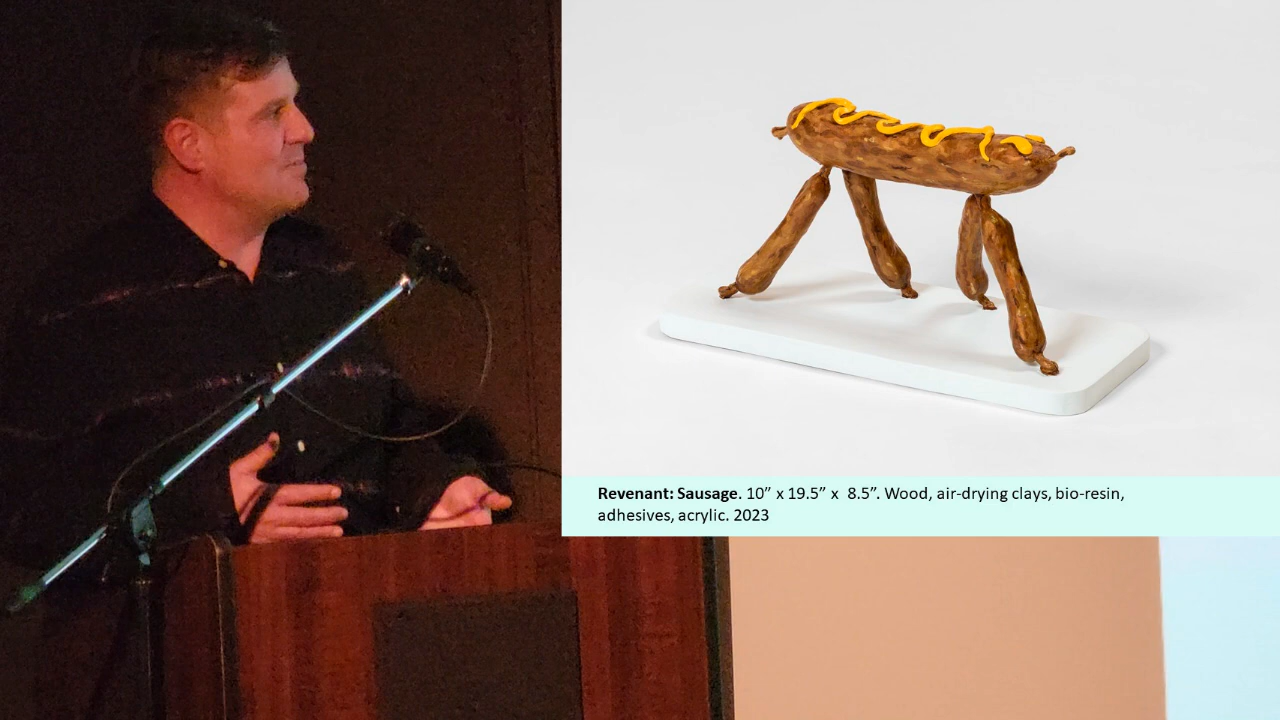 Revenant: Sausage. 10” x 19.5” x  8.5”. Wood, air-drying clays, bio-resin,
adhesives, acrylic. 2023